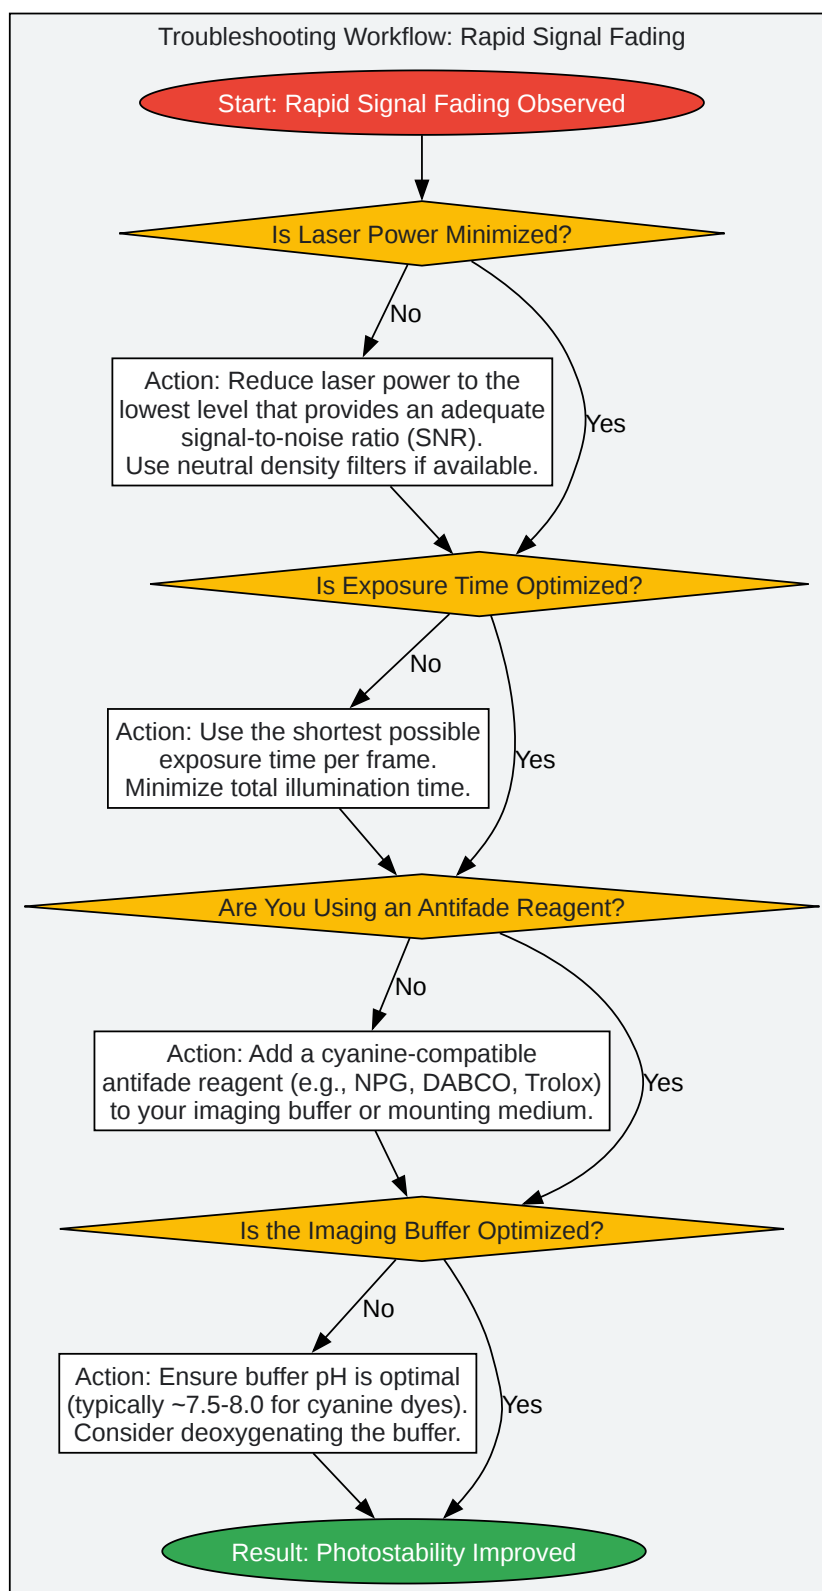 Troubleshooting Workflow: Rapid Signal Fading
Start: Rapid Signal Fading Observed
Is Laser Power Minimized?
No
Action: Reduce laser power to the
lowest level that provides an adequate
signal-to-noise ratio (SNR).
Use neutral density filters if available.
Yes
Is Exposure Time Optimized?
No
Action: Use the shortest possible
exposure time per frame.
Minimize total illumination time.
Yes
Are You Using an Antifade Reagent?
No
Action: Add a cyanine-compatible
antifade reagent (e.g., NPG, DABCO, Trolox)
to your imaging buffer or mounting medium.
Yes
Is the Imaging Buffer Optimized?
No
Action: Ensure buffer pH is optimal
(typically ~7.5-8.0 for cyanine dyes).
Consider deoxygenating the buffer.
Yes
Result: Photostability Improved